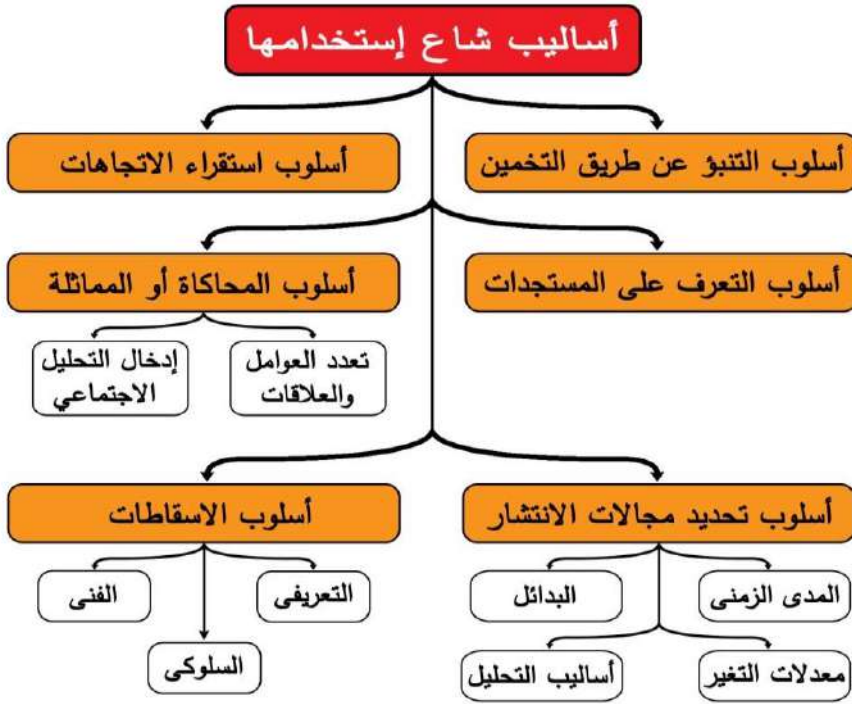 أساليب شاع إستخدامها
أسلوب التنبؤ عن طريق التخمين
أسلوب استقراء الاتجاهات
أسلوب التعرف على المستجدات
أسلوب المحاكاة أو المماثلة
تعدد العوامل
والعلاقات
إدخال التحليل
الاجتماعي
أسلوب تحديد مجالات الانتشار
أسلوب الاسقاطات
المدى الزمنى
البدائل
معدلات التغير
أساليب التحليل
التعريفى
الفنى
السلوكى